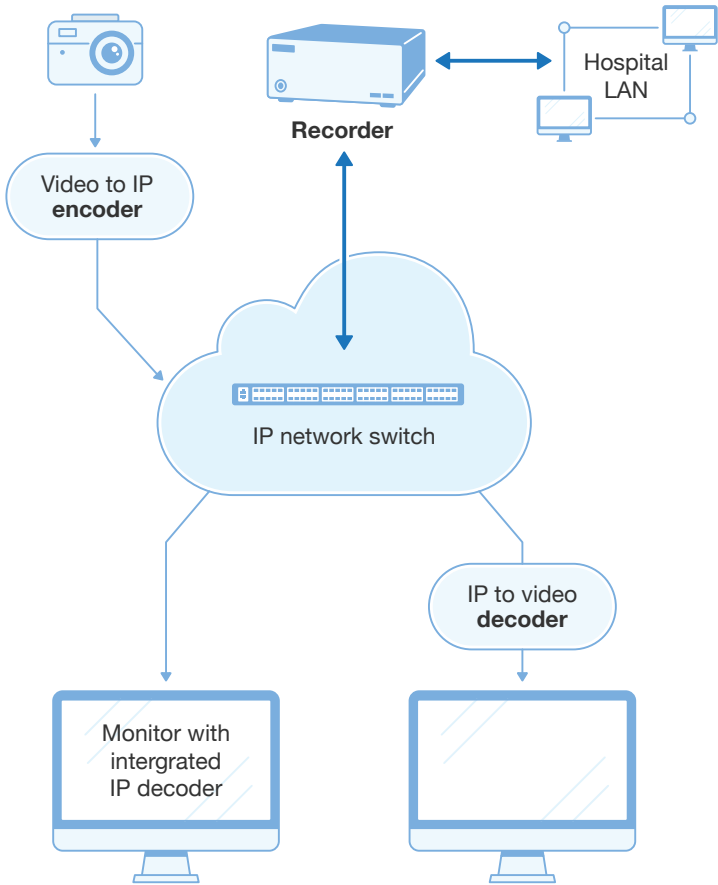 Hospital
LAN
Recorder
Video to IP
encoder
IP network switch
IP to video
decoder
Monitor with
intergrated
IP decoder